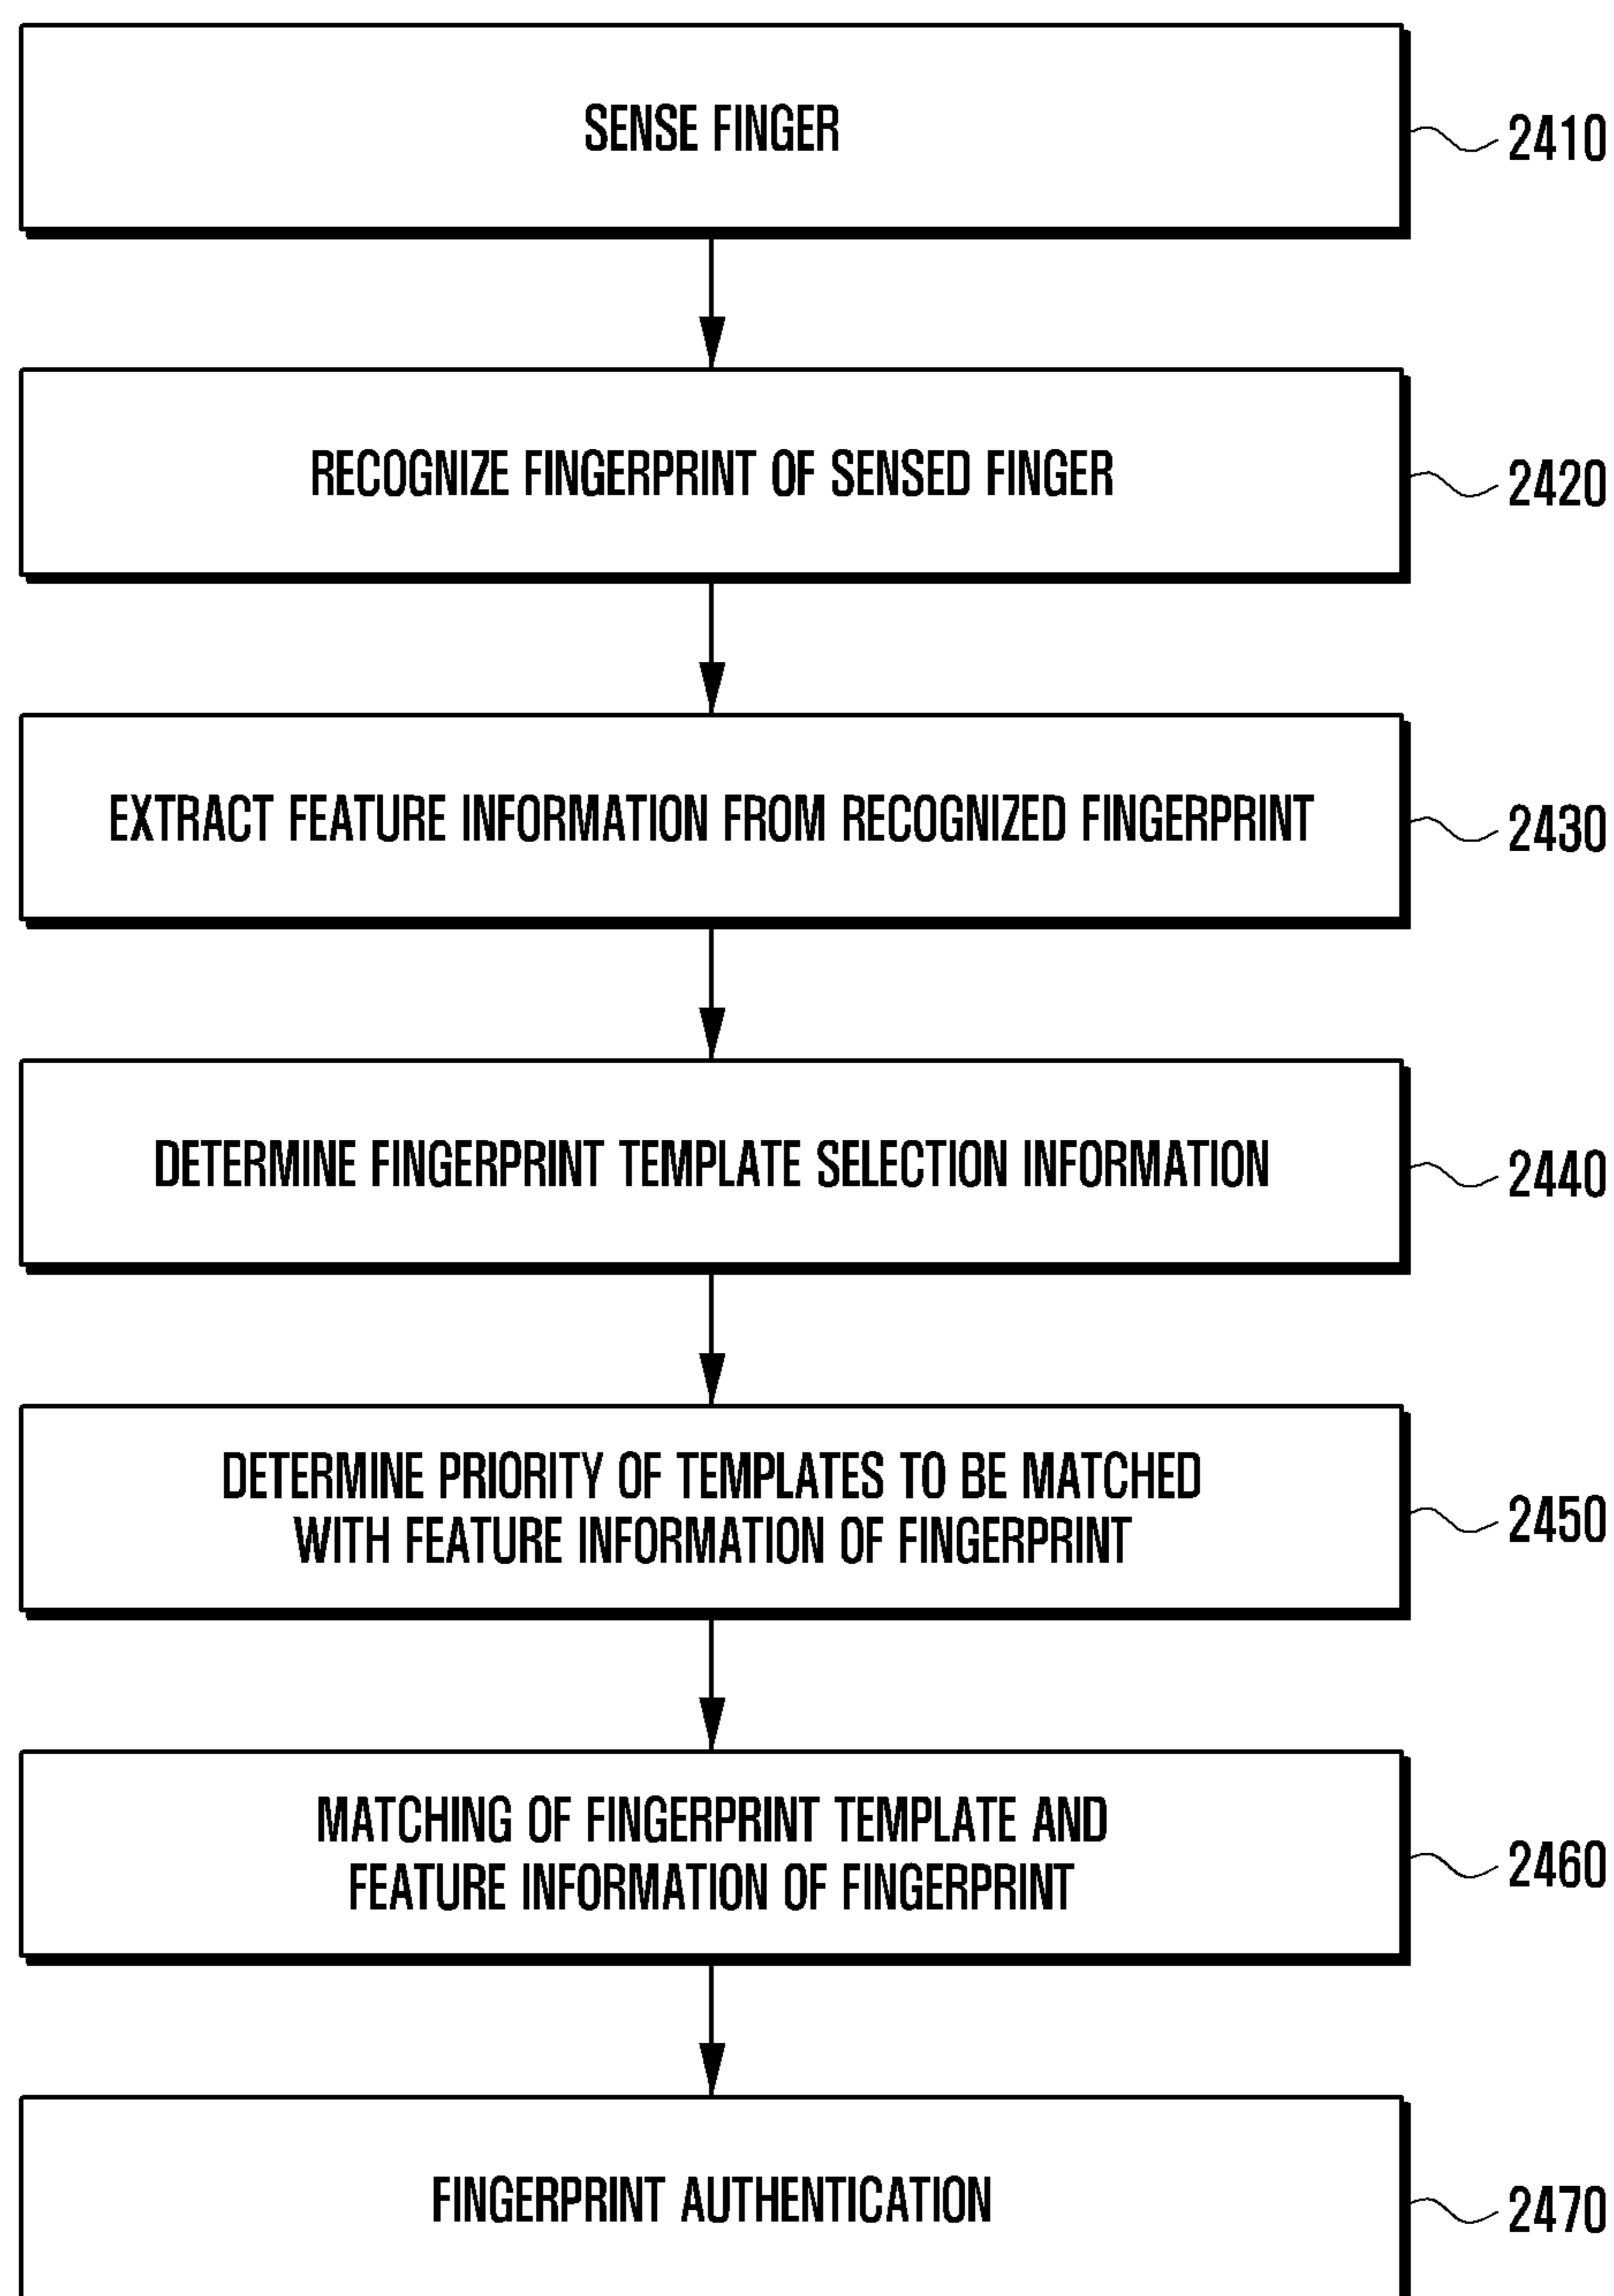 SENSE FINGER
2410
RECOGNIZE FINGERPRINT OF SENSED FINGER
2420
EXTRACT FEATURE INFORMATION FROM RECOGNIZED FINGERPRINT
2430
DETERMINE FINGERPRINT TEMPLATE SELECTION INFORMATION
2440
DETERMINE PRIORITY OF TEMPLATES TO BE MATCHED
WITH FEATURE INFORMATION OF FINGERPRINT
2450
MATCHING OF FINGERPRINT TEMPLATE AND
FEATURE INFORMATION OF FINGERPRINT
2460
FINGERPRINT AUTHENTICATION
2470